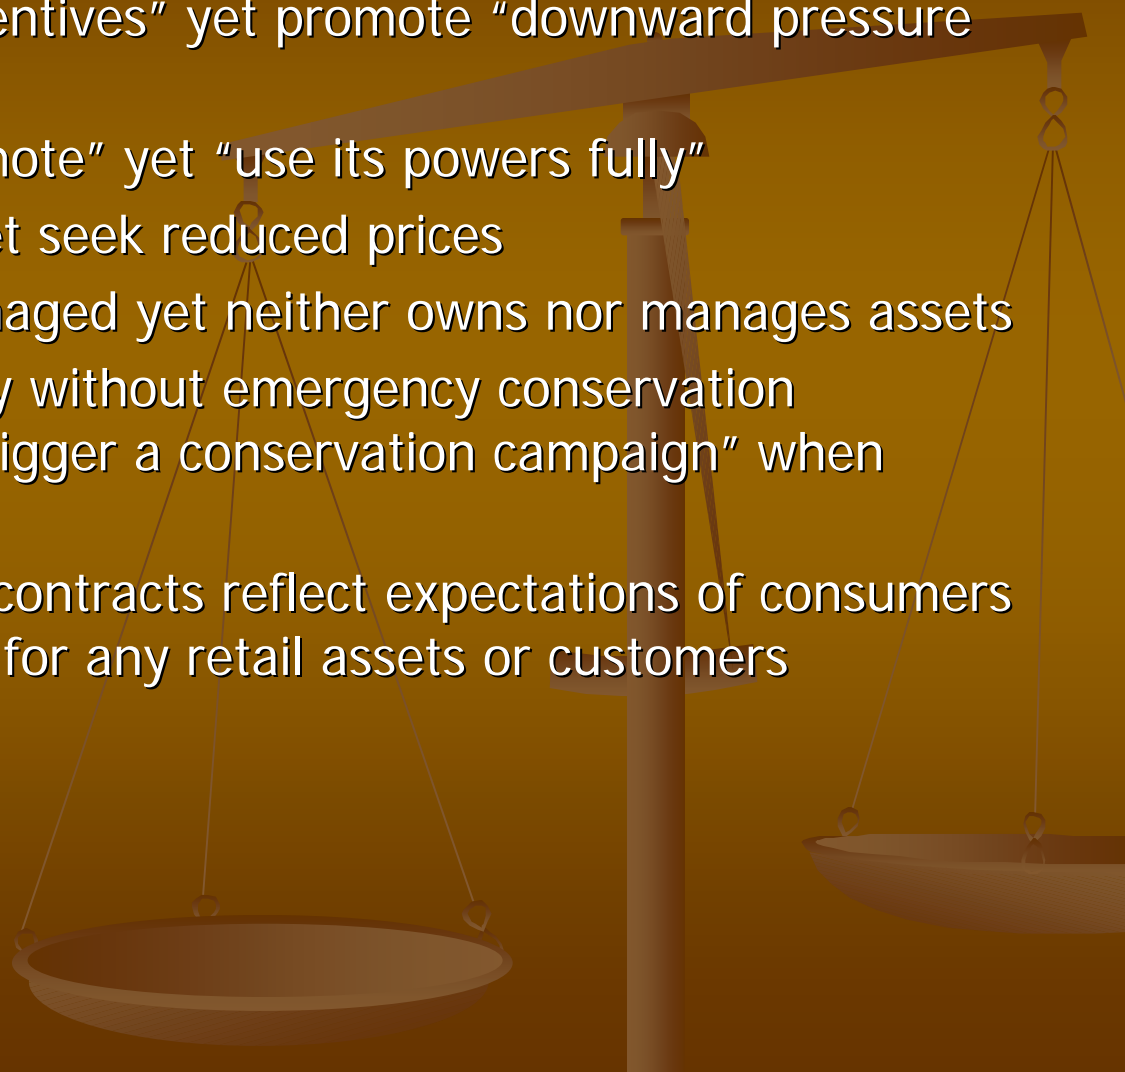 entives” yet promote “downward pressure
note” yet “use its powers fully”
et seek reduced prices
naged yet neither owns nor manages assets
y without emergency conservation
igger a conservation campaign” when
contracts reflect expectations of consumers
for any retail assets or customers